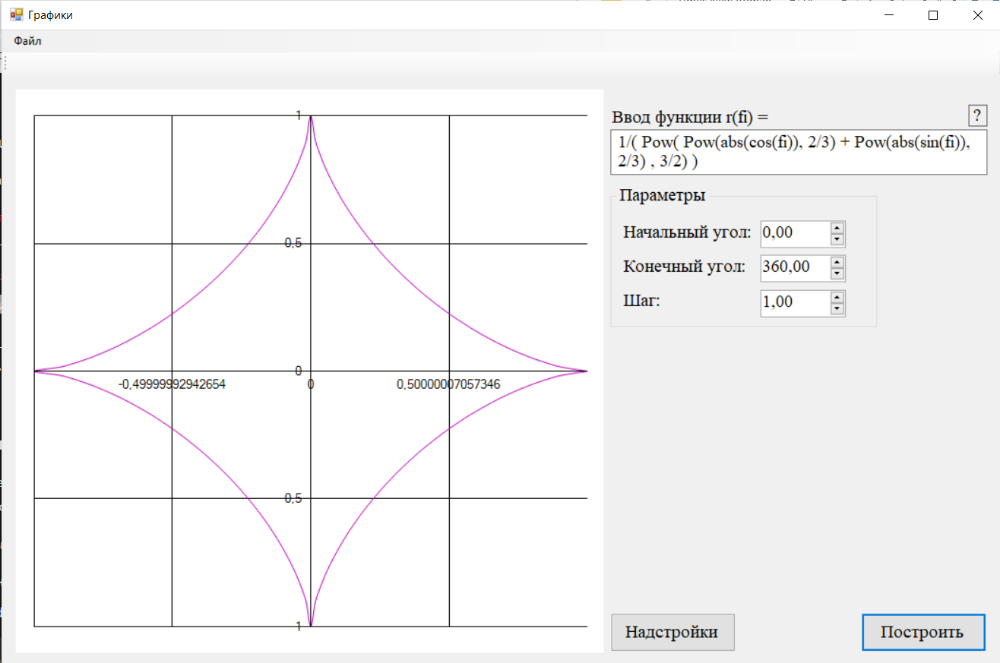 Графики
Файл
1
0,5
0
-0,49999992942654
0
0,50000007057346
0,5
1
Ввод функции r(fi) =
?
1/( Pow( Pow(abs(cos(fi)), 2/3) + Pow(abs(sin(fi)),
2/3) , 3/2) )
Параметры
Начальный угол:
0,00
Конечный угол:
360,00
Шаг:
1,00
Надстройки
Построить